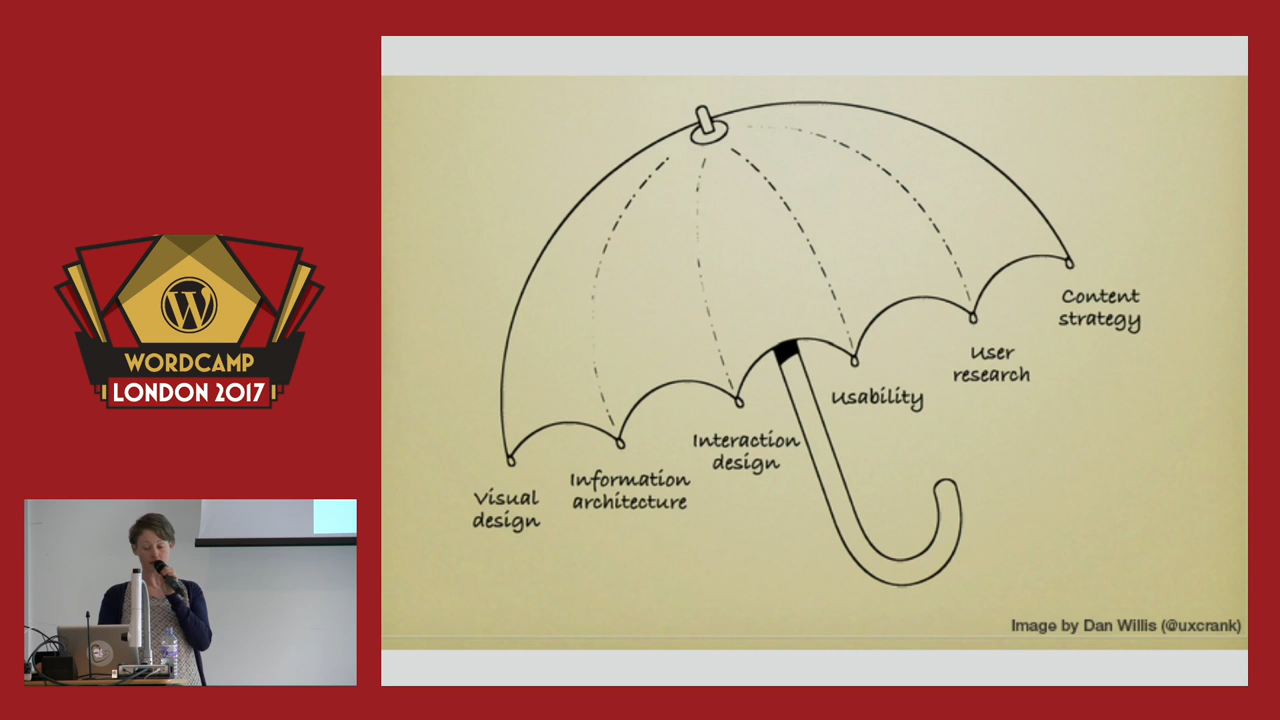 WORDCAMP
LONDON 2017
Visual
design
Information
architecture
Interaction
design
Usability
User
research
Content
strategy
Image by Dan Willis (@uxcrank)